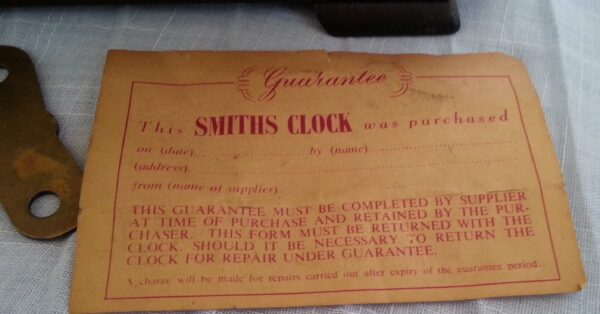 Guarantee
This SMITHS CLOCK was purchased
on (date).............................by (name)....................................
(address)...........................................................................
from (name of supplier)......................................................
THIS GUARANTEE MUST BE COMPLETED BY SUPPLIER
AT TIME OF PURCHASE AND RETAINED BY THE PUR-
CHASER. THIS FORM MUST BE RETURNED WITH THE
CLOCK, SHOULD IT BE NECESSARY TO RETURN THE
CLOCK FOR REPAIR UNDER GUARANTEE.
A charge will be made for repairs carried out after expiry of the guarantee period.